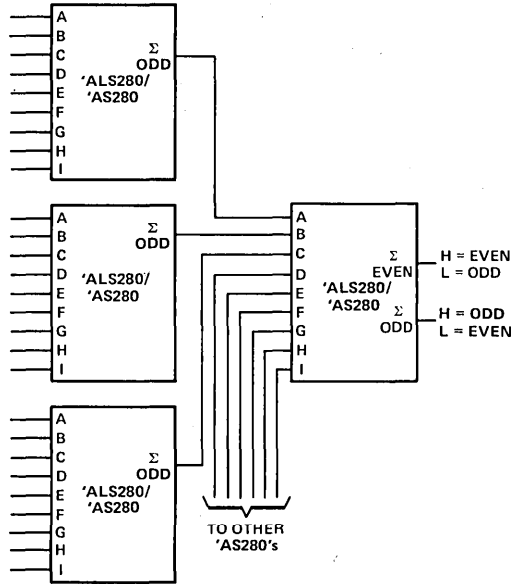 A
B
C
D
E
F
G
H
I
Σ
ODD
'ALS280/
'AS280
A
B
C
D
E
F
G
H
I
Σ
ODD
'ALS280/
'AS280
A
B
C
D
E
F
G
H
I
Σ
ODD
'ALS280/
'AS280
A
B
C
D
E
F
G
H
I
Σ
EVEN
'ALS280/
'AS280
Σ
ODD
H = EVEN
L = ODD
H = ODD
L = EVEN
TO OTHER
'AS280's